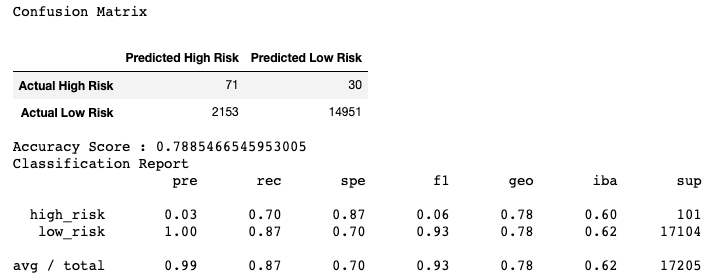 Confusion Matrix
Predicted High Risk Predicted Low Risk
Actual High Risk 71 30
Actual Low Risk 2153 14951
Accuracy Score : 0.7885466545953005
Classification Report
pre rec spe f1 geo iba sup
high_risk 0.03 0.70 0.87 0.06 0.78 0.60 101
low_risk 1.00 0.87 0.70 0.93 0.78 0.62 17104
avg / total 0.99 0.87 0.70 0.93 0.78 0.62 17205